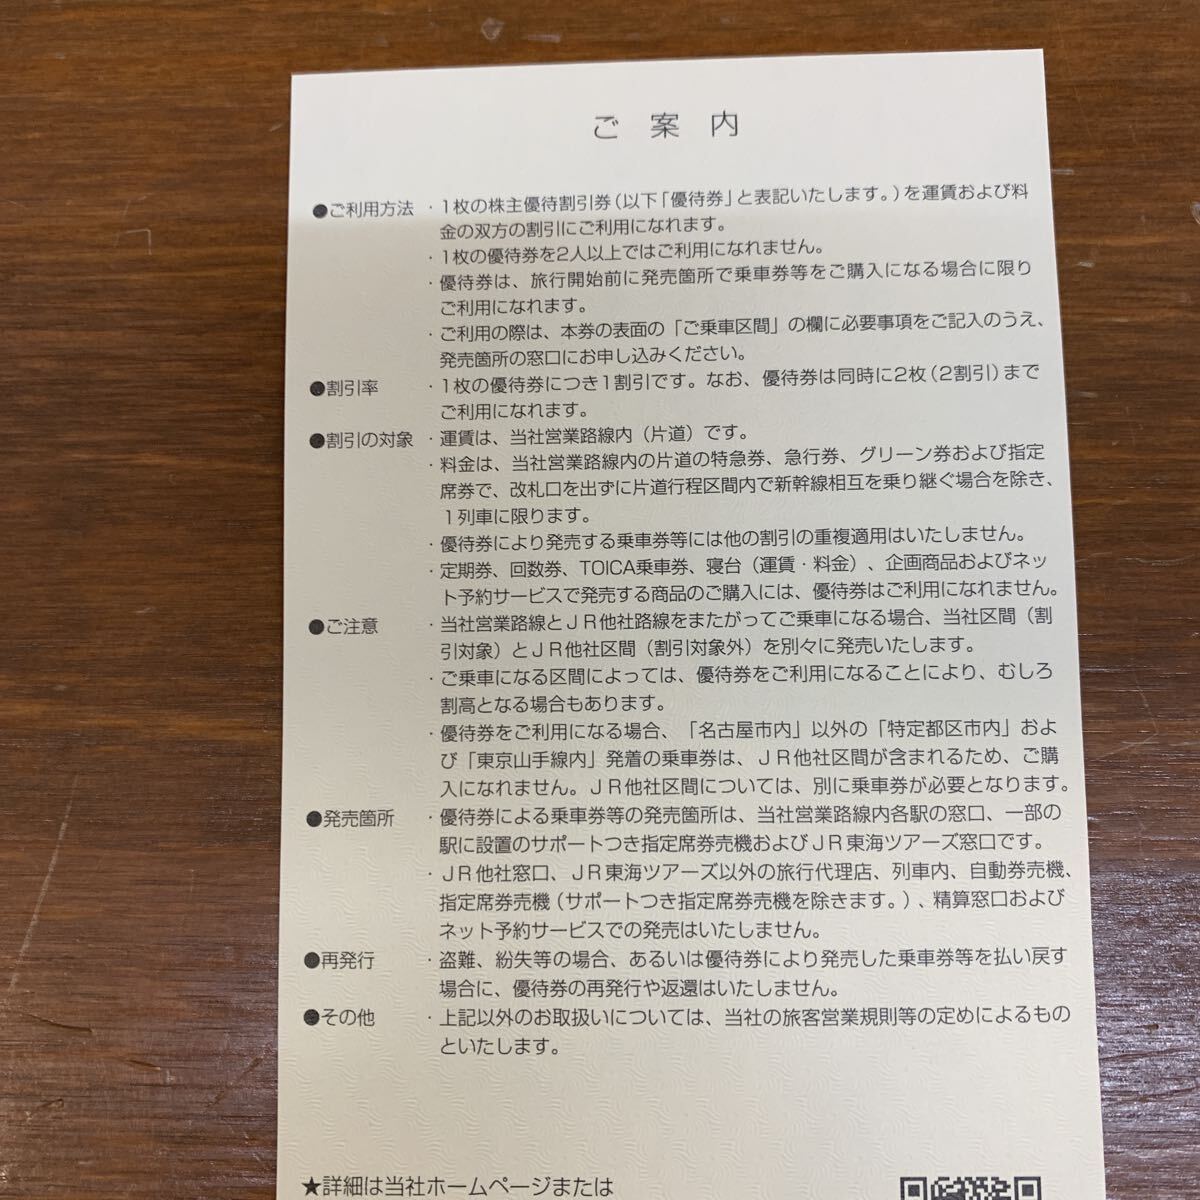 ご案内
●ご利用方法 ・1枚の株主優待割引券（以下「優待券」と表記いたします。）を運賃および料
金の双方の割引にご利用になれます。
・1枚の優待券を2人以上ではご利用になれません。
・優待券は、旅行開始前に発売箇所で乗車券等をご購入になる場合に限り
ご利用になれます。
・ご利用の際は、本券の表面の「ご乗車区間」の欄に必要事項をご記入のうえ、
発売箇所の窓口にお申し込みください。
●割引率 ・1枚の優待券につき1割引です。なお、優待券は同時に2枚（2割引）まで
ご利用になれます。
●割引の対象 ・運賃は、当社営業路線内（片道）です。
・料金は、当社営業路線内の片道の特急券、急行券、グリーン券および指定
席券で、改札口を出ずに片道行程区間内で新幹線相互を乗り継ぐ場合を除き、
1列車に限ります。
・優待券により発売する乗車券等には他の割引の重複適用はいたしません。
・定期券、回数券、TOICA乗車券、寝台（運賃・料金）、企画商品およびネッ
ト予約サービスで発売する商品のご購入には、優待券はご利用になれません。
●ご注意 ・当社営業路線とJR他社路線をまたがってご乗車になる場合、当社区間（割
引対象）とJR他社区間（割引対象外）を別々に発売いたします。
・ご乗車になる区間によっては、優待券をご利用になることにより、むしろ
割高となる場合もあります。
・優待券をご利用になる場合、「名古屋市内」以外の「特定都区市内」およ
び「東京山手線内」発着の乗車券は、JR他社区間が含まれるため、ご購
入になれません。JR他社区間については、別に乗車券が必要となります。
●発売箇所 ・優待券による乗車券等の発売箇所は、当社営業路線内各駅の窓口、一部の
駅に設置のサポートつき指定席券売機およびJR東海ツアーズ窓口です。
・JR他社窓口、JR東海ツアーズ以外の旅行代理店、列車内、自動券売機、
指定席券売機（サポートつき指定席券売機を除きます。）、精算窓口および
ネット予約サービスでの発売はいたしません。
●再発行 ・盗難、紛失等の場合、あるいは優待券により発売した乗車券等を払い戻す
場合に、優待券の再発行や返還はいたしません。
●その他 ・上記以外のお取扱いについては、当社の旅客営業規則等の定めによるもの
といたします。
★詳細は当社ホームページまたは